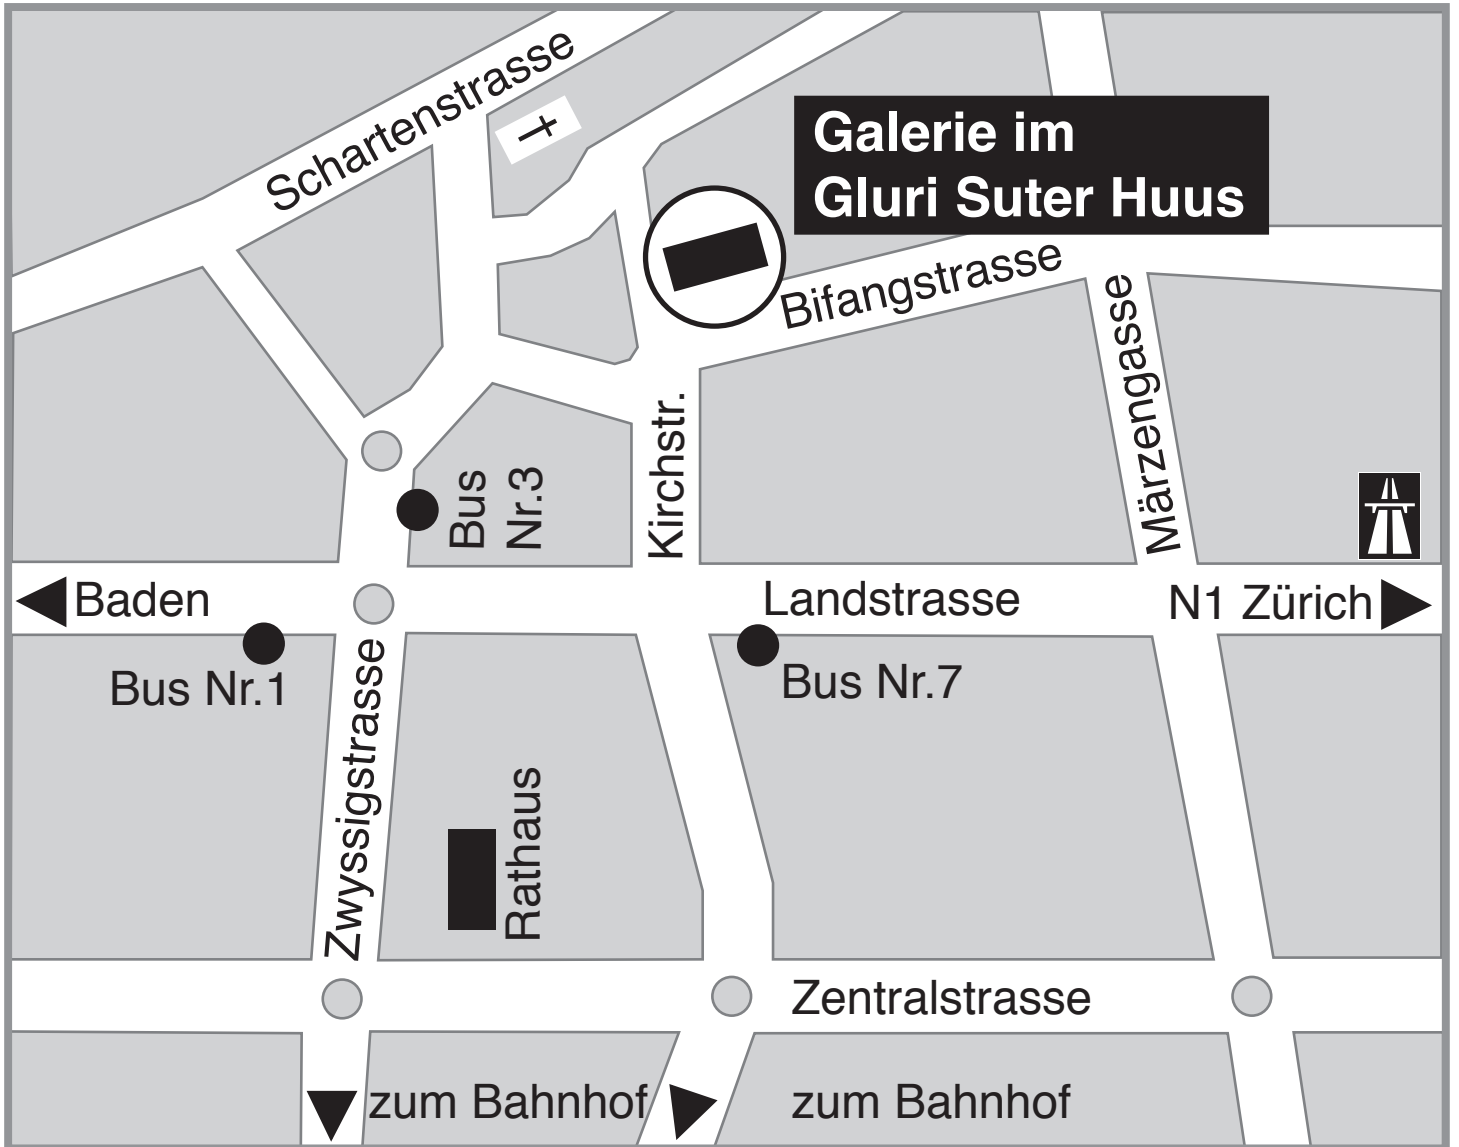 Schartenstrasse
Galerie im
Gluri Suter Huus
Bifangstrasse
Märzengasse
Kirchstr.
Bus
Nr.3
Baden
Landstrasse
N1 Zürich
Bus Nr.1
Bus Nr.7
Zwyssigstrasse
Rathaus
Zentralstrasse
zum Bahnhof
zum Bahnhof